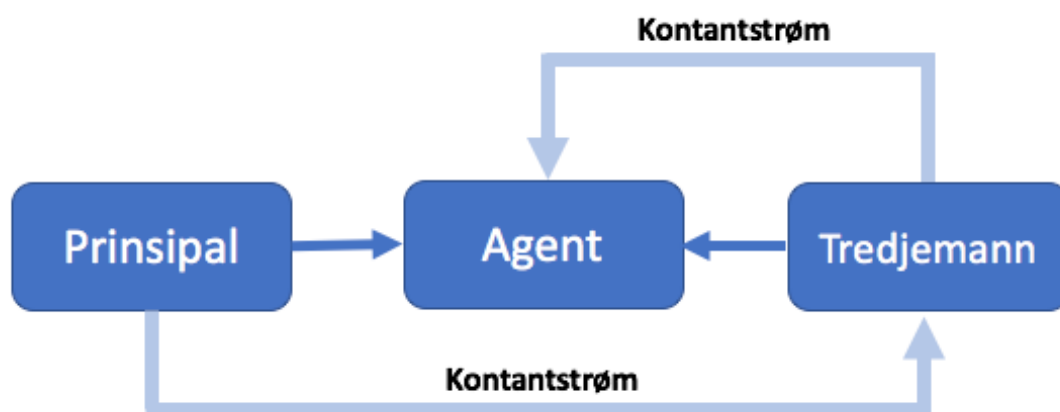 Kontantstrøm
Prinsipal
Agent
Tredjemann
Kontantstrøm